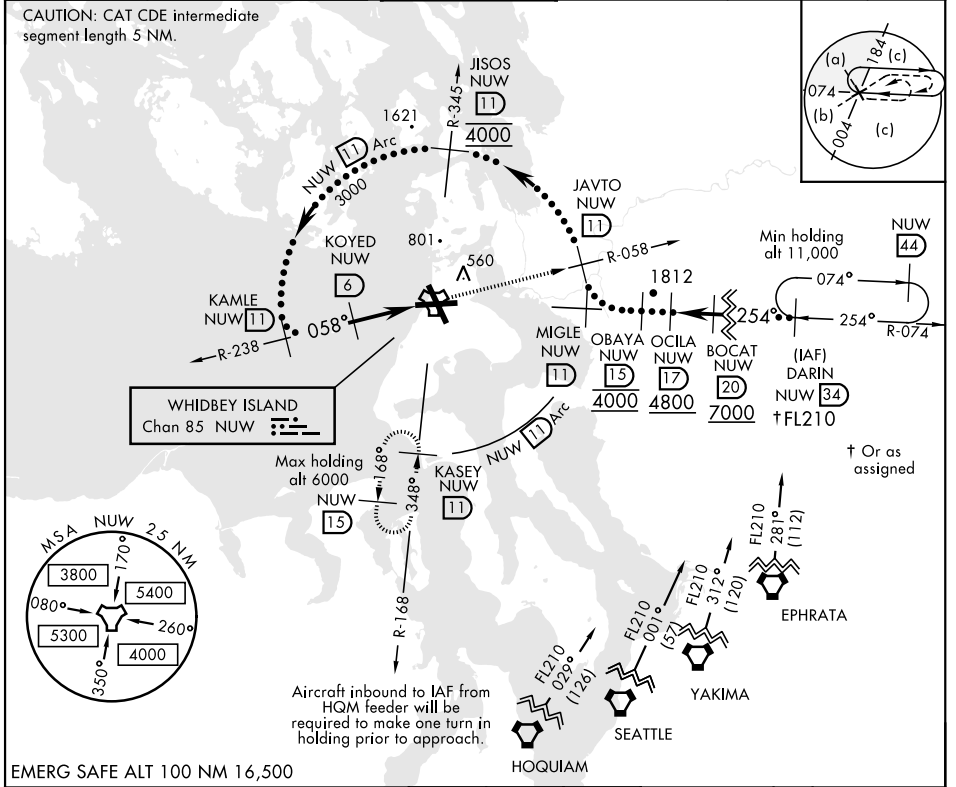 CAUTION: CAT CDE intermediate
segment length 5 NM.
JISOS
NUW
11
4000
R-345
1621
NUW 11 Arc
3000
184
(a)
(c)
074
(b)
004
(c)
JAVTO
NUW
11
R-058
KOYED
NUW
6
801
560
Min holding
alt 11,000
NUW
44
074°
254°
R-074
KAMLE
NUW 11
058°
R-238
1812
254°
MIGLE
NUW
11
OBAYA
NUW
15
4000
OCILA
NUW
17
4800
BOCAT
NUW
20
7000
(IAF)
DARIN
NUW 34
†FL210
† Or as
assigned
WHIDBEY ISLAND
Chan 85 NUW
NUW 11 Arc
Max holding
alt 6000
NUW
15
168°
348°
KASEY
NUW
11
R-168
MSA NUW 25 NM
170°
3800
5400
080°
260°
5300
4000
350°
Aircraft inbound to IAF from
HQM feeder will be
required to make one turn in
holding prior to approach.
FL210
029°
(126)
HOQUIAM
FL210
001°
(57)
SEATTLE
FL210
312°
(120)
YAKIMA
FL210
281°
(112)
EPHRATA
EMERG SAFE ALT 100 NM 16,500